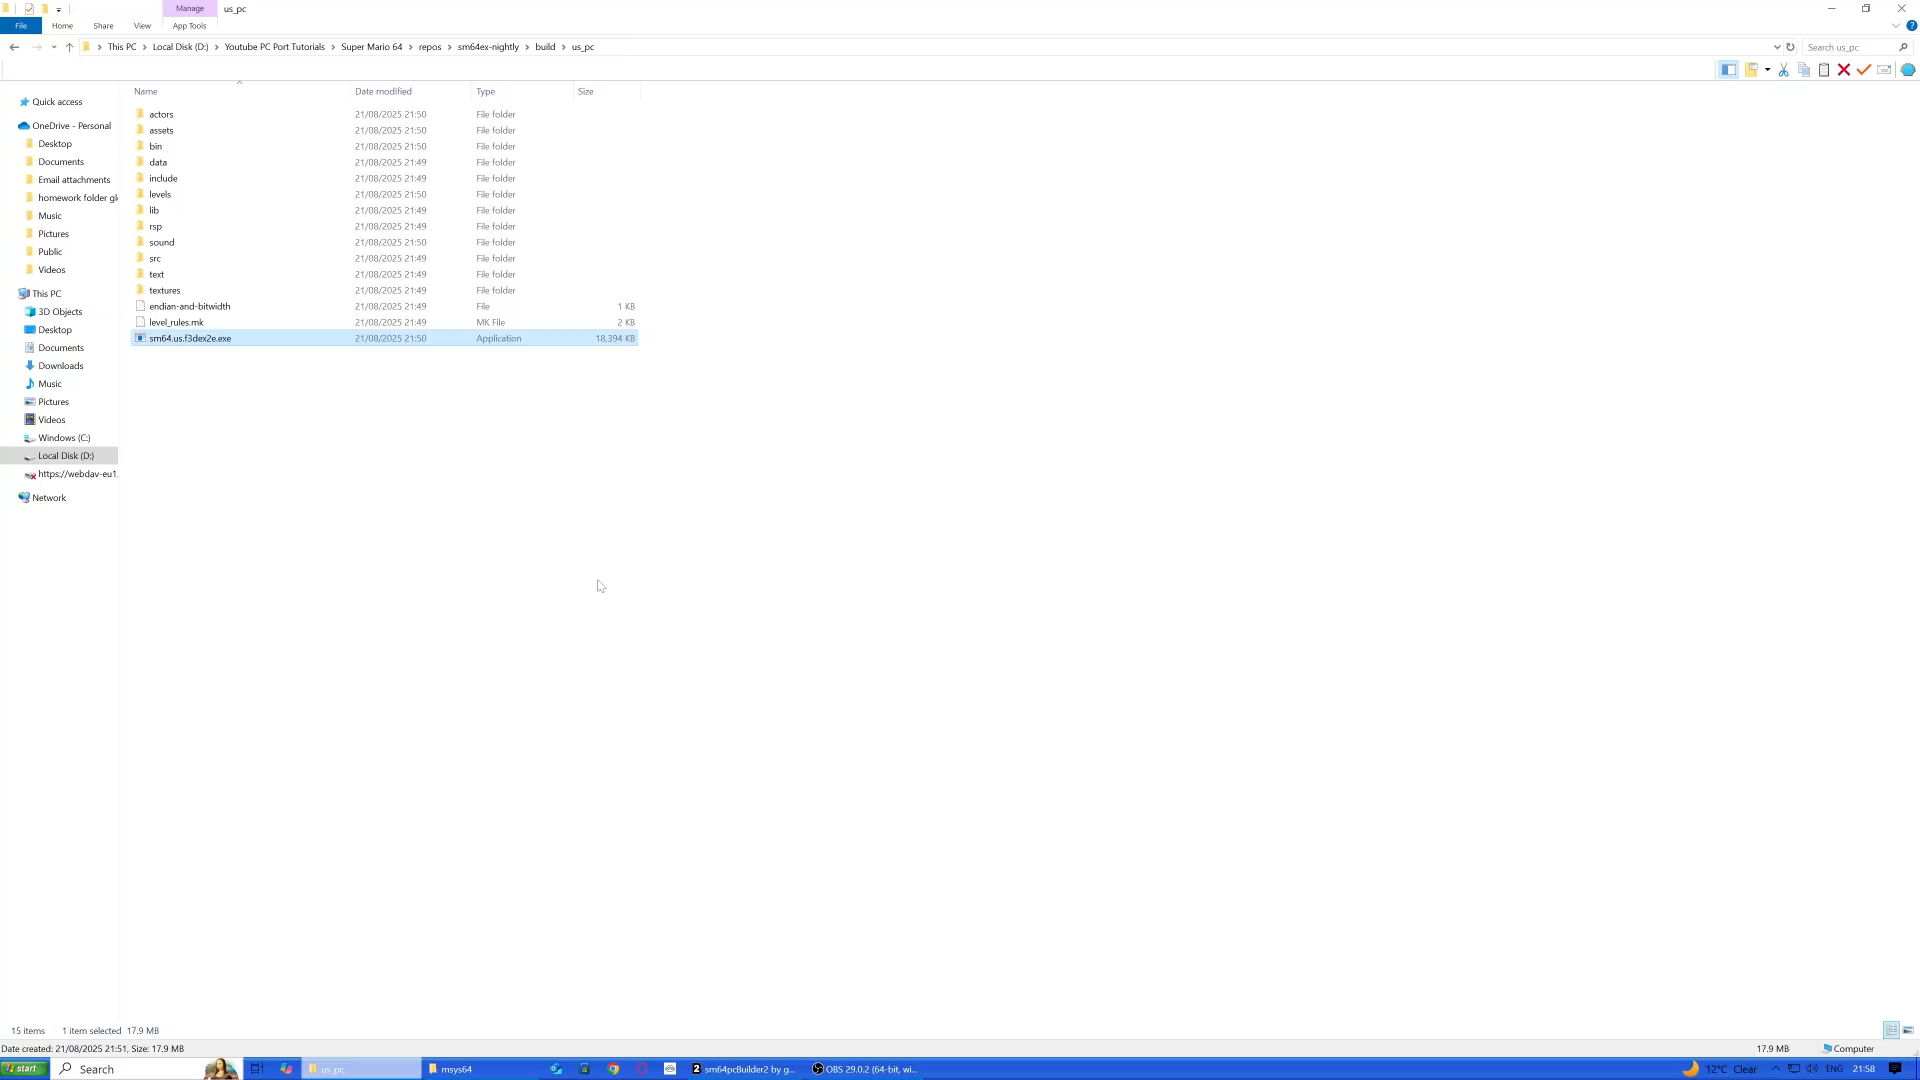 Manage
us_pc
File
Home
Share
View
App Tools
This PC > Local Disk (D:) > Youtube PC Port Tutorials > Super Mario 64 > repos > sm64ex-nightly > build > us_pc
Search us_pc
Name
Date modified
Type
Size
Quick access
OneDrive - Personal
Desktop
Documents
Email attachments
homework folder
Music
Pictures
Public
Videos
This PC
3D Objects
Desktop
Documents
Downloads
Music
Pictures
Videos
Windows (C:)
Local Disk (D:)
https://webdav-eu1.
Network
actors 21/08/2025 21:50 File folder
assets 21/08/2025 21:50 File folder
bin 21/08/2025 21:50 File folder
data 21/08/2025 21:49 File folder
include 21/08/2025 21:49 File folder
levels 21/08/2025 21:50 File folder
lib 21/08/2025 21:49 File folder
rsp 21/08/2025 21:49 File folder
sound 21/08/2025 21:50 File folder
src 21/08/2025 21:49 File folder
text 21/08/2025 21:49 File folder
textures 21/08/2025 21:49 File folder
endian-and-bitwidth 21/08/2025 21:49 File 1 KB
level_rules.mk 21/08/2025 21:49 MK File 2 KB
sm64.us.f3dex2e.exe 21/08/2025 21:50 Application 18,394 KB
15 items 1 item selected 17.9 MB
Date created: 21/08/2025 21:51, Size: 17.9 MB
17.9 MB
Computer
start
Search
us_pc
msys64
sm64pcBuilder2 by g...
OBS 29.0.2 (64-bit, wi...
12°C Clear
ENG
21:58